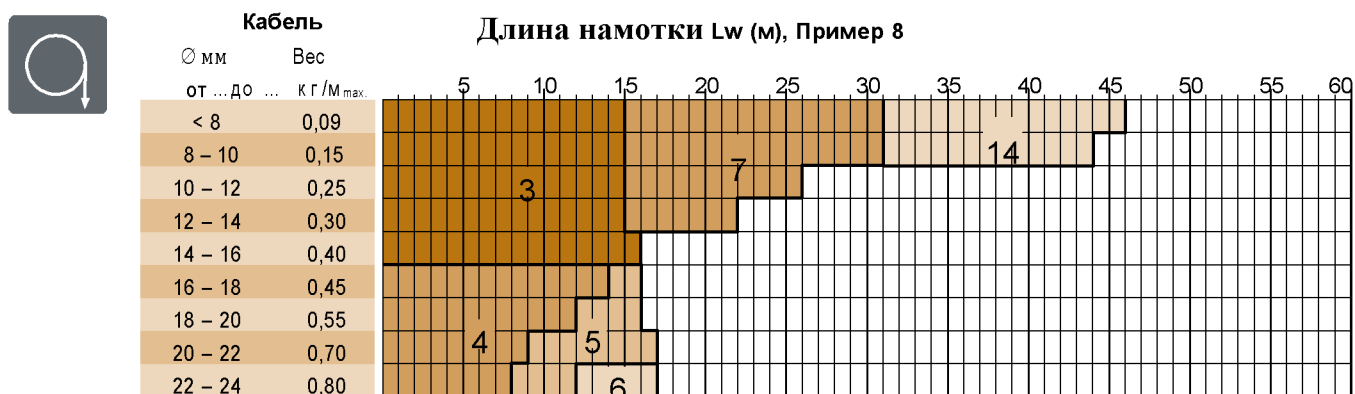 Кабель
Длина намотки Lw (м), Пример 8
∅ мм Вес
от ... до ... кг/м max.
5 10 15 20 25 30 35 40 45 50 55 60
< 8 0,09
8 – 10 0,15
14
7
10 – 12 0,25
3
12 – 14 0,30
14 – 16 0,40
16 – 18 0,45
18 – 20 0,55
4 5
20 – 22 0,70
22 – 24 0,80
6